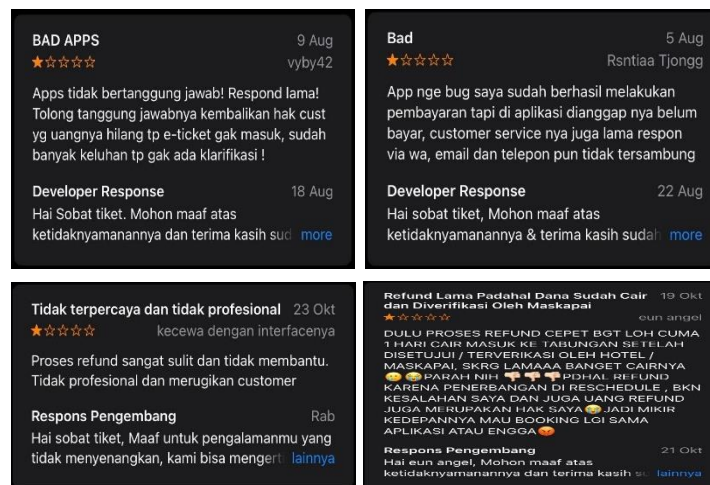 BAD APPS 9 Aug
★☆☆☆☆ vyby42
Apps tidak bertanggung jawab! Respond lama!
Tolong tanggung jawabnya kembalikan hak cust
yg uangnya hilang tp e-ticket gak masuk, sudah
banyak keluhan tp gak ada klarifikasi !
Developer Response 18 Aug
Hai Sobat tiket. Mohon maaf atas
ketidaknyamanannya dan terima kasih sud more
Bad 5 Aug
★☆☆☆☆ Rsntiaa Tjongg
App nge bug saya sudah berhasil melakukan
pembayaran tapi di aplikasi dianggap nya belum
bayar, customer service nya juga lama respon
via wa, email dan telepon pun tidak tersambung
Developer Response 22 Aug
Hai sobat tiket, Mohon maaf atas
ketidaknyamanannya & terima kasih sudah more
Tidak terpercaya dan tidak profesional 23 Okt
★☆☆☆☆ kecewa dengan interfacenya
Proses refund sangat sulit dan tidak membantu.
Tidak profesional dan merugikan customer
Respons Pengembang Rab
Hai sobat tiket, Maaf untuk pengalamanmu yang
tidak menyenangkan, kami bisa mengerti lainnya
Refund Lama Padahal Dana Sudah Cair 19 Okt
dan Diverifikasi Oleh Maskapai
★☆☆☆☆ eun angel
DULU PROSES REFUND CEPET BGT LOH CUMA
1 HARI CAIR MASUK KE TABUNGAN SETELAH
DISETUJUI / TERVERIKASI OLEH HOTEL /
MASKAPAI, SKRG LAMAAA BANGET CAIRNYA
PARAH NIH 👎🏻👎🏻👎🏻PDHAL REFUND
KARENA PENERBANGAN DI RESCHEDULE , BKN
KESALAHAN SAYA DAN JUGA UANG REFUND
JUGA MERUPAKAN HAK SAYA😭JADI MIKIR
KEDEPANNYA MAU BOOKING LGI SAMA
APLIKASI ATAU ENGGA😡
Respons Pengembang 21 Okt
Hai eun angel, Mohon maaf atas
ketidaknyamanannya dan terima kasih su lainnya